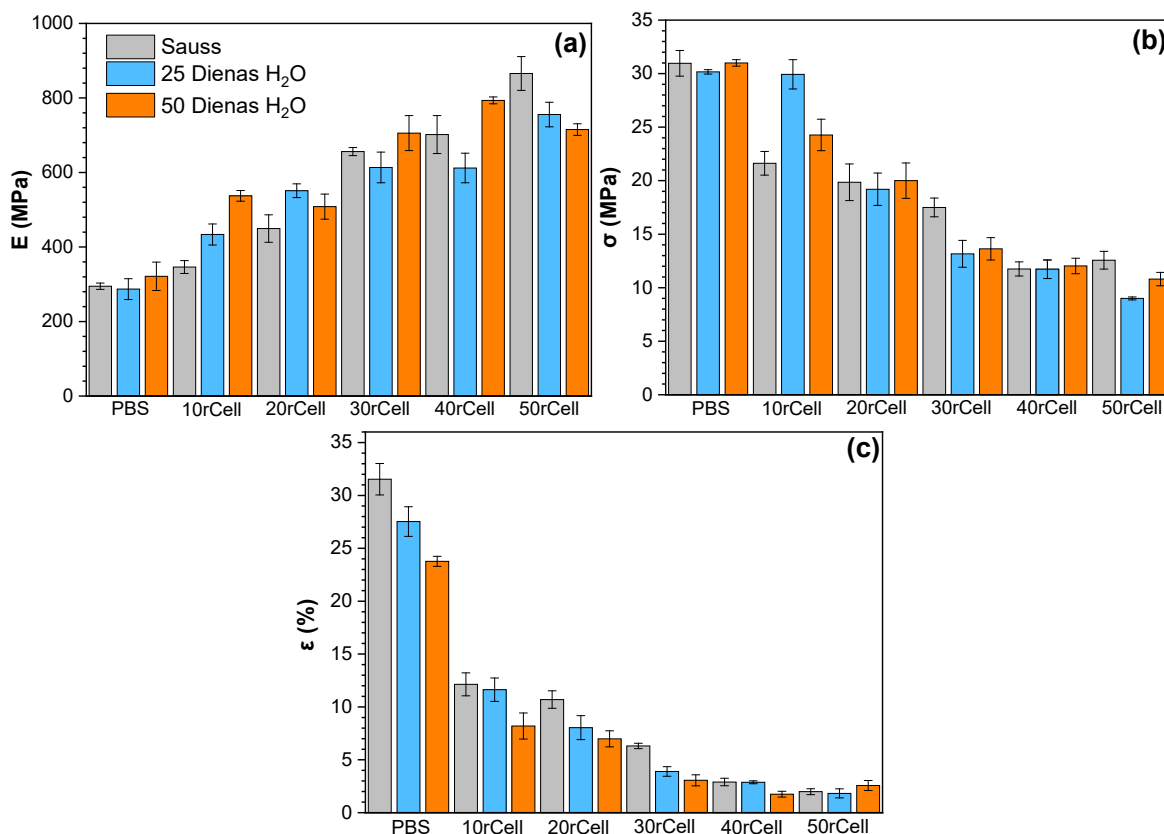 (a)
E (MPa)
1000
800
600
400
200
0
Sauss
25 Dienas H₂O
50 Dienas H₂O
PBS 10rCell 20rCell 30rCell 40rCell 50rCell
(b)
σ (MPa)
35
30
25
20
15
10
5
0
PBS 10rCell 20rCell 30rCell 40rCell 50rCell
(c)
ε (%)
35
30
25
20
15
10
5
0
PBS 10rCell 20rCell 30rCell 40rCell 50rCell